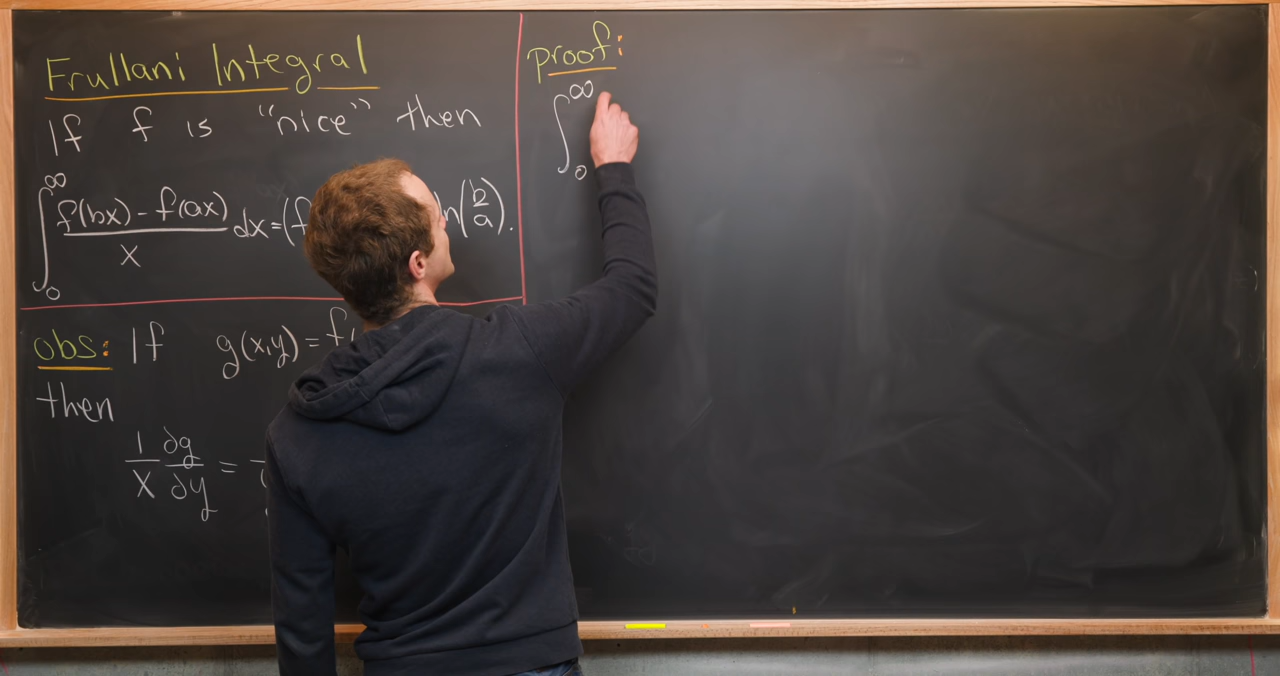 Frullani Integral
If f is "nice" then
∫₀^∞ (f(bx) - f(ax))/x dx = (f ln(b/a).
obs: If g(x,y) = f
then
1/x ∂g/∂y =
proof:
∫₀^∞